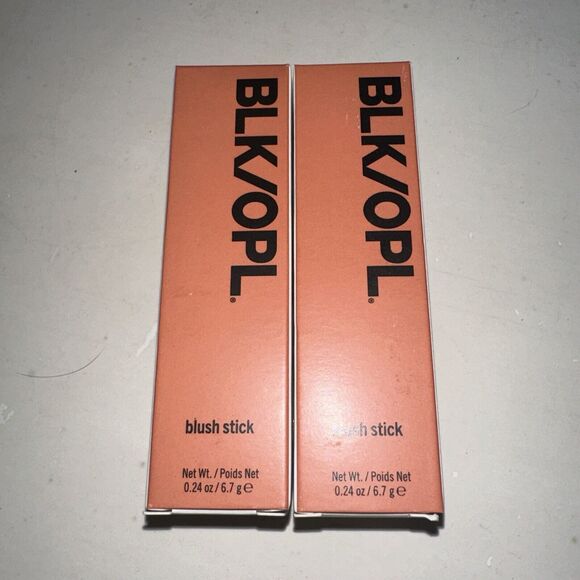 BLK/OPL®
blush stick
Net Wt. / Poids Net
0.24 oz / 6.7 g ℮
BLK/OPL®
blush stick
Net Wt. / Poids Net
0.24 oz / 6.7 g ℮